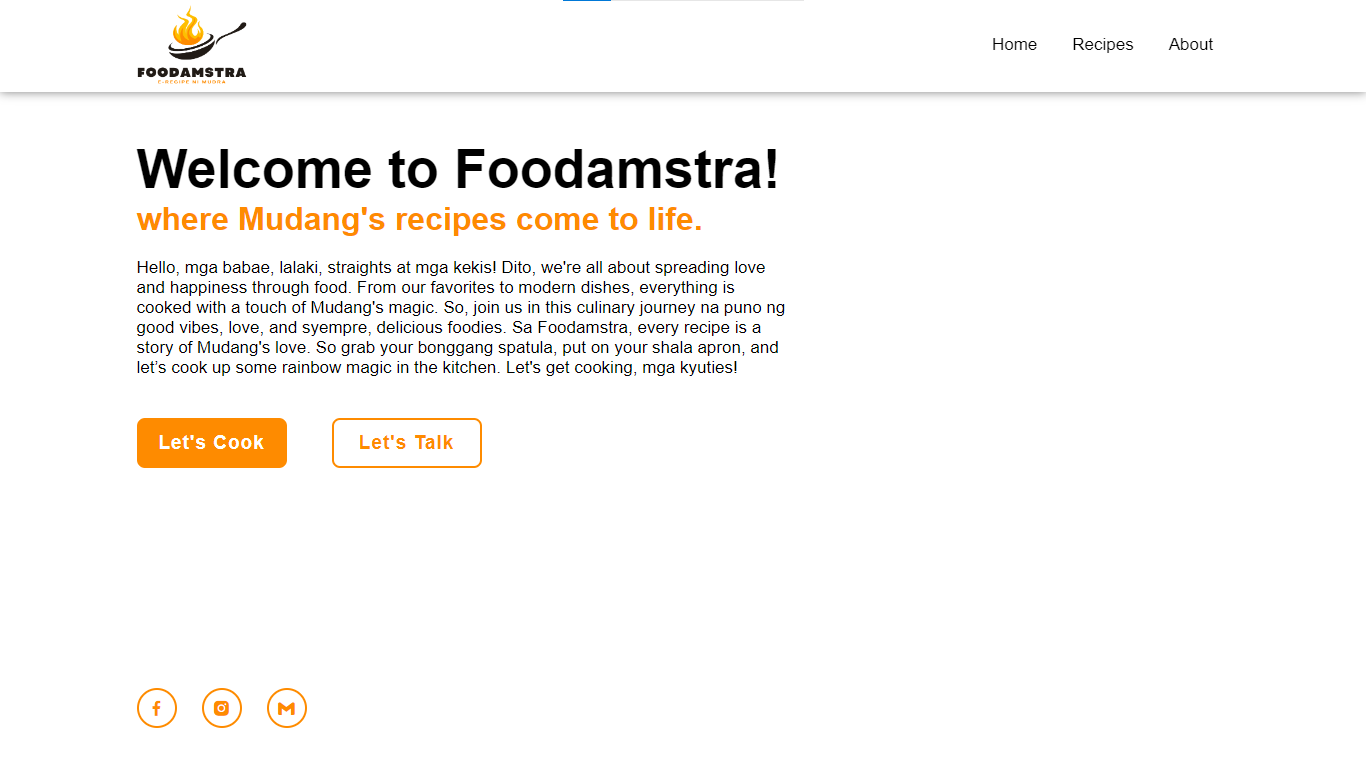 FOODAMSTRA
E-RECIPE NI MUDRA
Home
Recipes
About
Welcome to Foodamstra!
where Mudang's recipes come to life.
Hello, mga babae, lalaki, straights at mga kekis! Dito, we're all about spreading love
and happiness through food. From our favorites to modern dishes, everything is
cooked with a touch of Mudang's magic. So, join us in this culinary journey na puno ng
good vibes, love, and syempre, delicious foodies. Sa Foodamstra, every recipe is a
story of Mudang's love. So grab your bonggang spatula, put on your shala apron, and
let’s cook up some rainbow magic in the kitchen. Let's get cooking, mga kyuties!
Let's Cook
Let's Talk